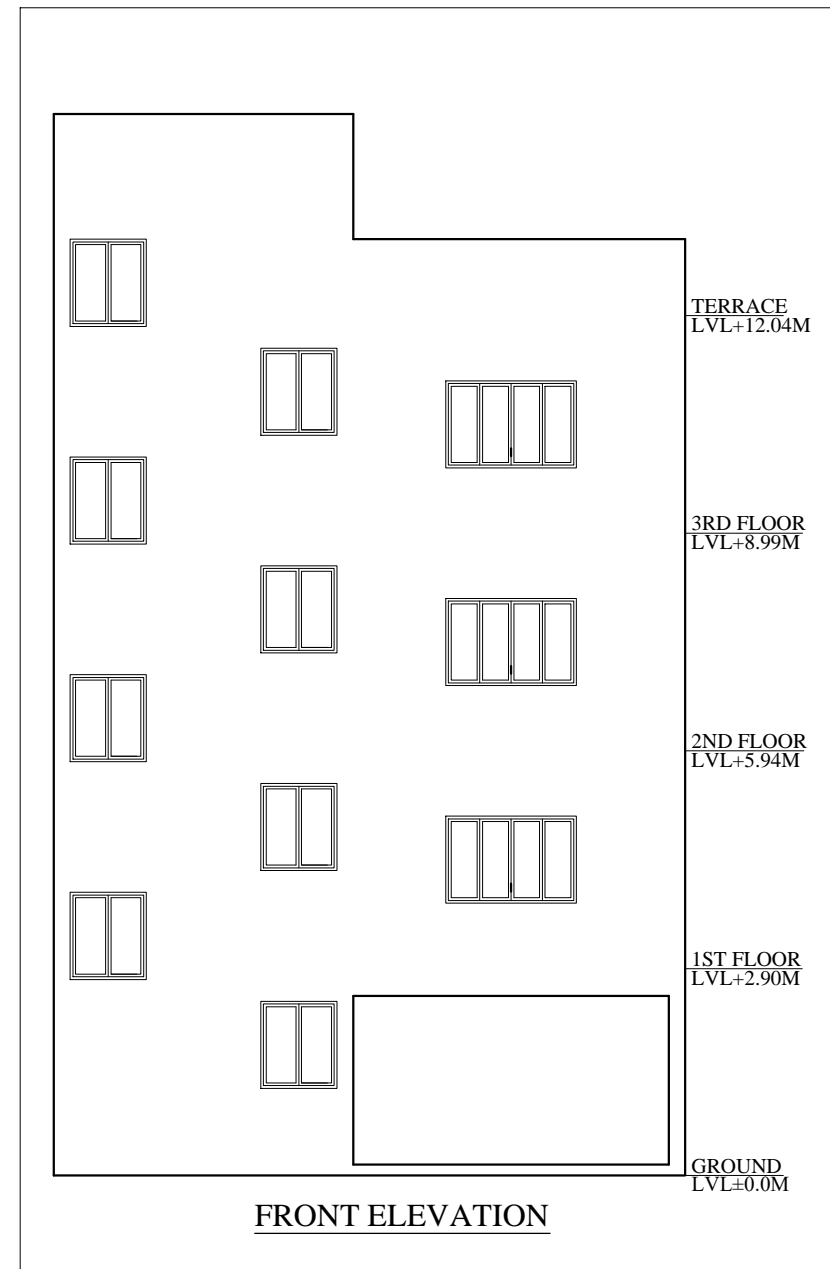 TERRACE
LVL+12.04M
3RD FLOOR
LVL+8.99M
2ND FLOOR
LVL+5.94M
1ST FLOOR
LVL+2.90M
GROUND
LVL±0.0M
FRONT ELEVATION